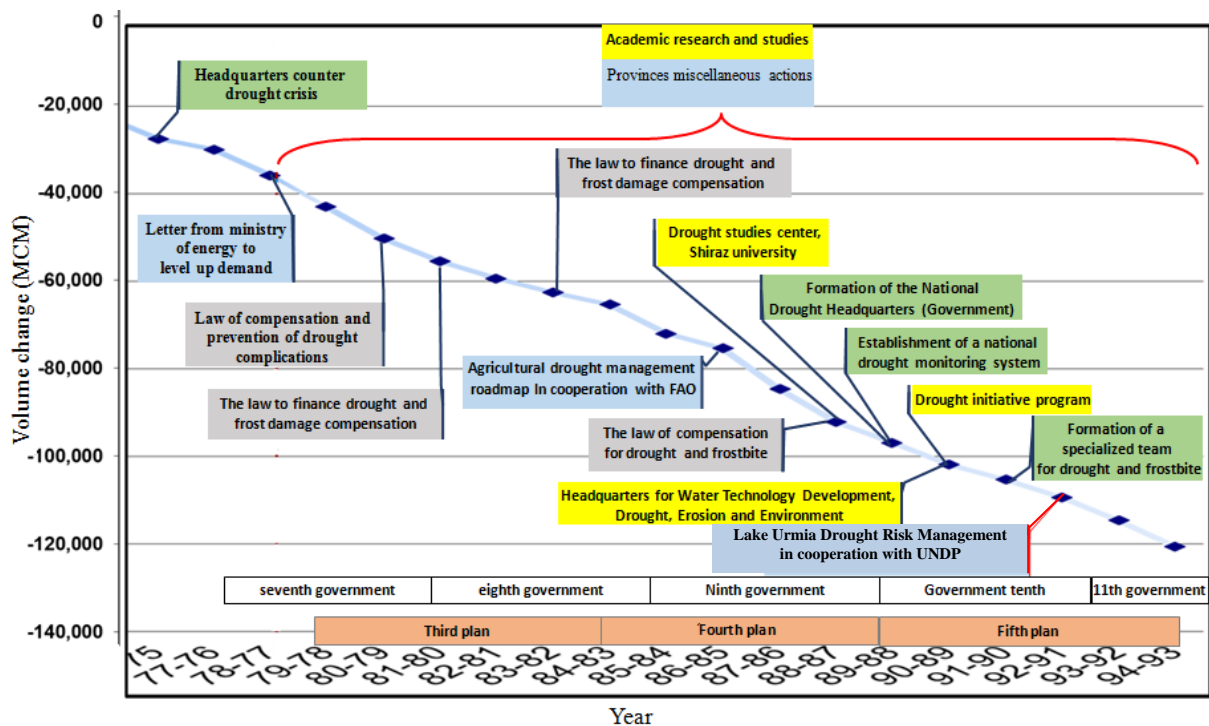 0
-20,000
-40,000
-60,000
-80,000
-100,000
-120,000
-140,000
Volume change (MCM)
Academic research and studies
Provinces miscellaneous actions
Headquarters counter
drought crisis
The law to finance drought and
frost damage compensation
Letter from ministry
of energy to
level up demand
Drought studies center,
Shiraz university
Formation of the National
Drought Headquarters (Government)
Law of compensation and
prevention of drought
complications
Establishment of a national
drought monitoring system
Agricultural drought management
roadmap In cooperation with FAO
Drought initiative program
The law to finance drought and
frost damage compensation
The law of compensation
for drought and frostbite
Formation of a
specialized team
for drought and frostbite
Headquarters for Water Technology Development,
Drought, Erosion and Environment
Lake Urmia Drought Risk Management
in cooperation with UNDP
seventh government
eighth government
Ninth government
Government tenth
11th government
Third plan
Fourth plan
Fifth plan
77-76
78-77
79-78
80-79
81-80
82-81
83-82
84-83
85-84
86-85
87-86
88-87
89-88
90-89
91-90
92-91
93-92
94-93
Year